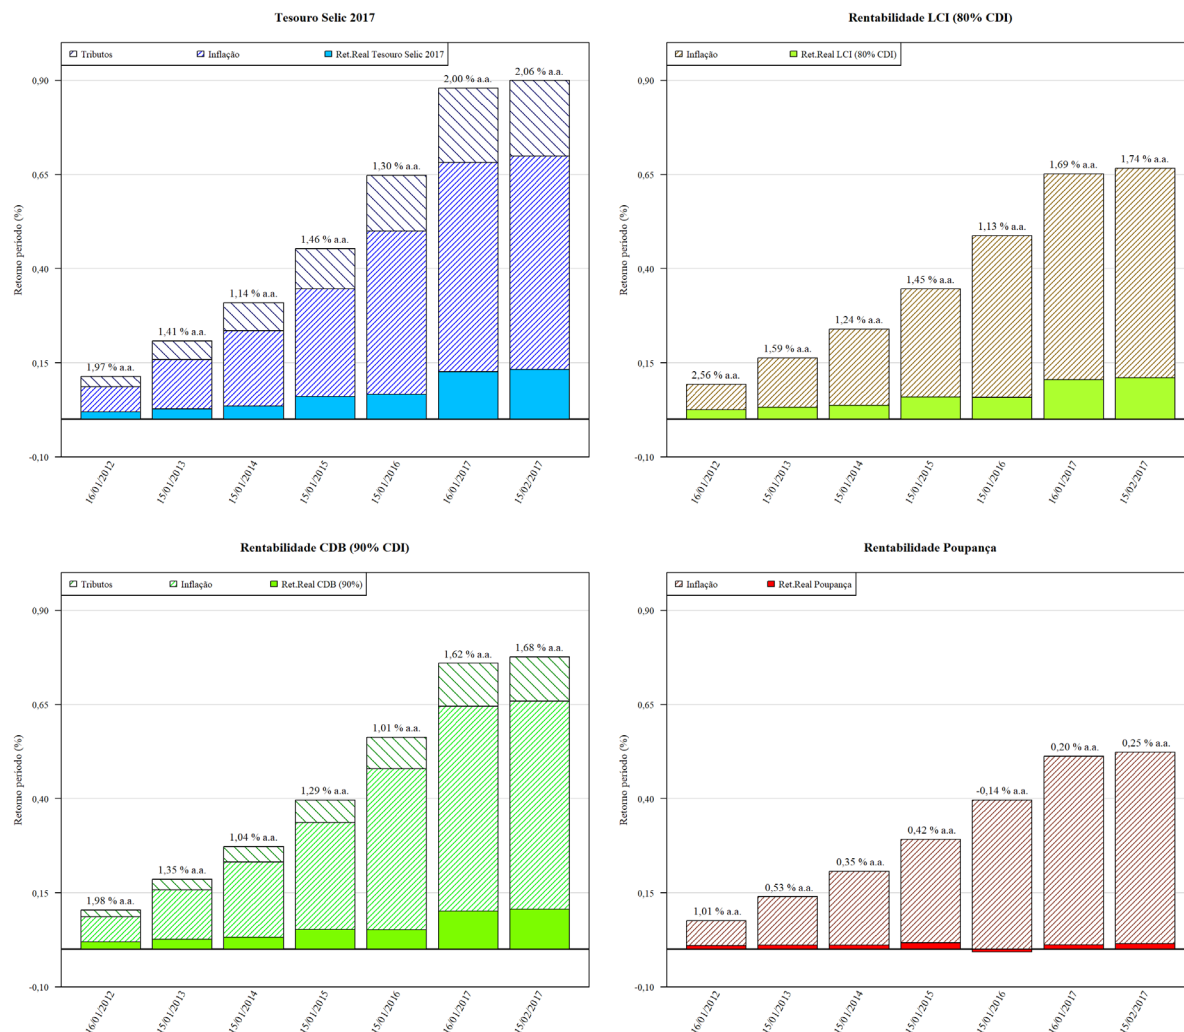 Tesouro Selic 2017
Tributos Inflação Ret.Real Tesouro Selic 2017
Retorno período (%)
0,90
0,65
0,40
0,15
-0,10
1,97 % a.a.
1,41 % a.a.
1,14 % a.a.
1,46 % a.a.
1,30 % a.a.
2,00 % a.a.
2,06 % a.a.
16/01/2012
15/01/2013
15/01/2014
15/01/2015
15/01/2016
16/01/2017
15/02/2017
Rentabilidade LCI (80% CDI)
Inflação Ret.Real LCI (80% CDI)
Retorno período (%)
0,90
0,65
0,40
0,15
-0,10
2,56 % a.a.
1,59 % a.a.
1,24 % a.a.
1,45 % a.a.
1,13 % a.a.
1,69 % a.a.
1,74 % a.a.
16/01/2012
15/01/2013
15/01/2014
15/01/2015
15/01/2016
16/01/2017
15/02/2017
Rentabilidade CDB (90% CDI)
Tributos Inflação Ret.Real CDB (90%)
Retorno período (%)
0,90
0,65
0,40
0,15
-0,10
1,98 % a.a.
1,35 % a.a.
1,04 % a.a.
1,29 % a.a.
1,01 % a.a.
1,62 % a.a.
1,68 % a.a.
16/01/2012
15/01/2013
15/01/2014
15/01/2015
15/01/2016
16/01/2017
15/02/2017
Rentabilidade Poupança
Inflação Ret.Real Poupança
Retorno período (%)
0,90
0,65
0,40
0,15
-0,10
1,01 % a.a.
0,53 % a.a.
0,35 % a.a.
0,42 % a.a.
-0,14 % a.a.
0,20 % a.a.
0,25 % a.a.
16/01/2012
15/01/2013
15/01/2014
15/01/2015
15/01/2016
16/01/2017
15/02/2017